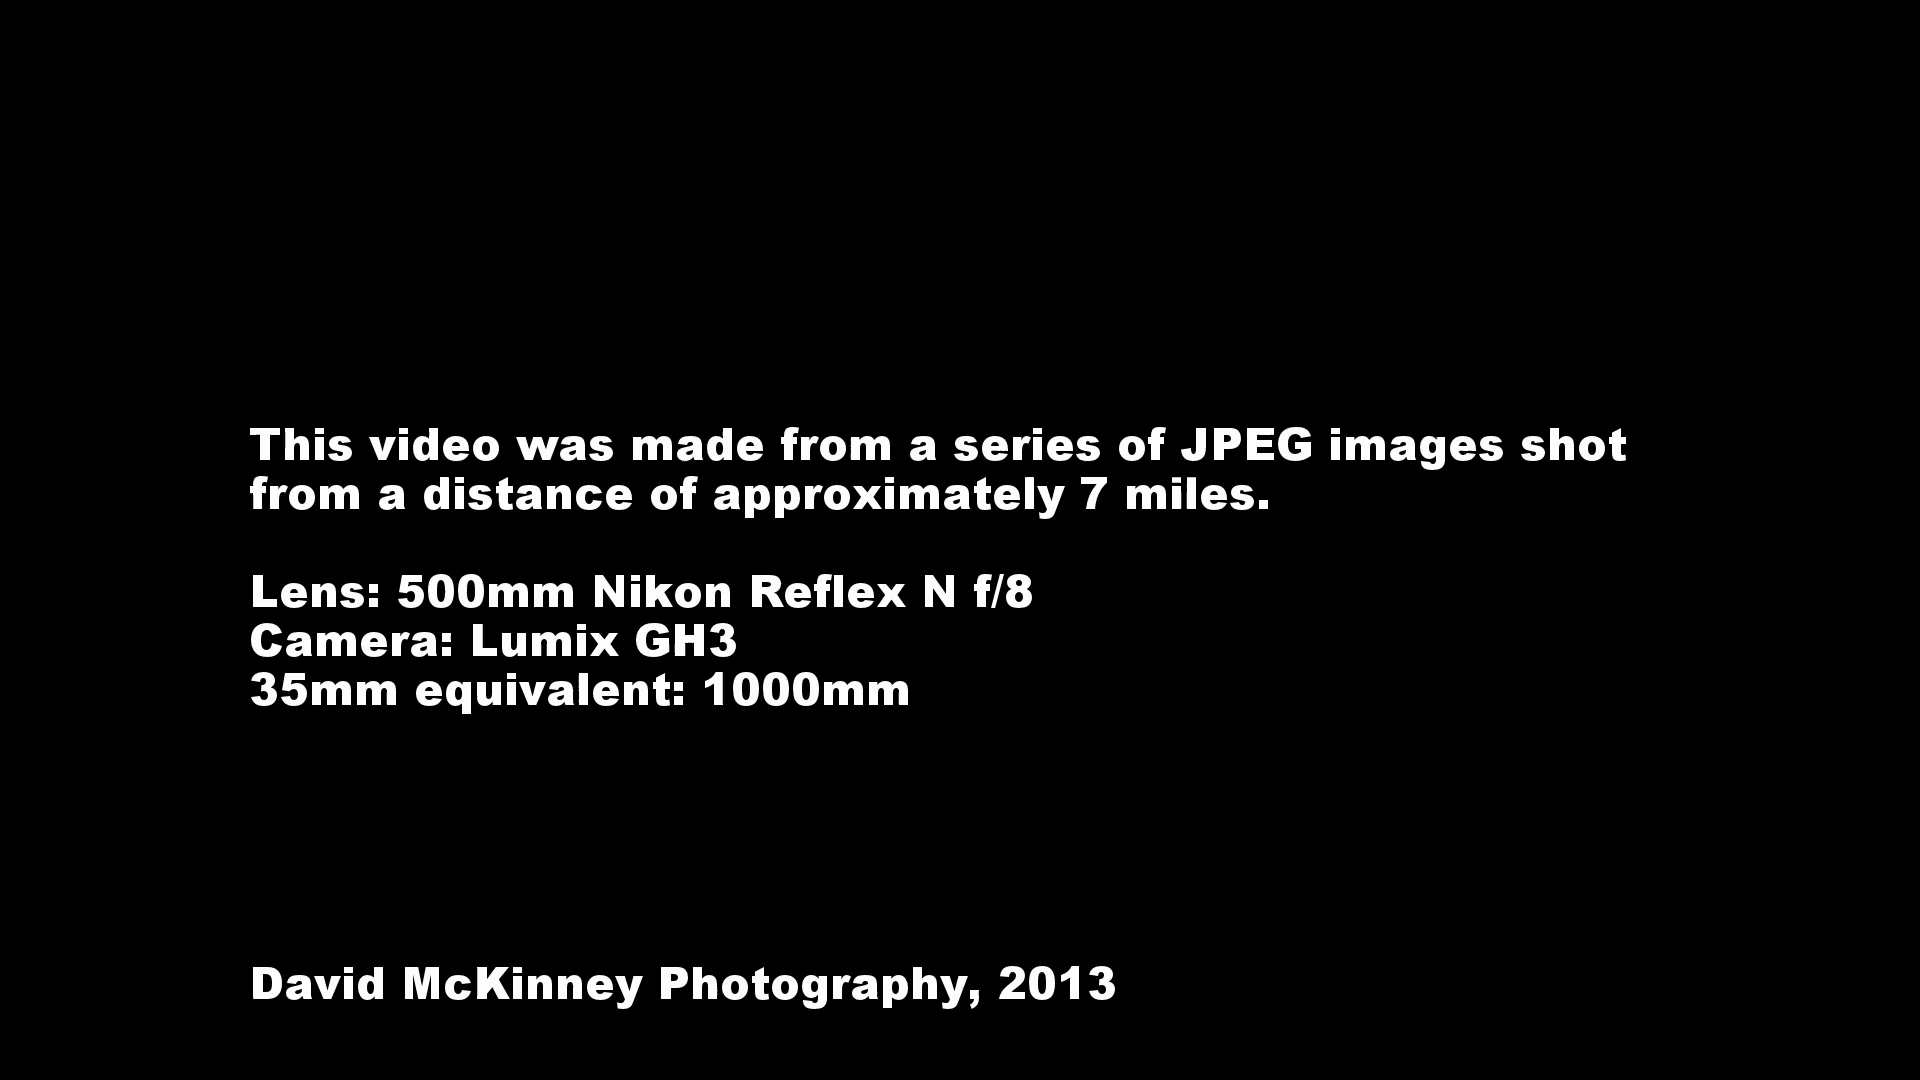 This video was made from a series of JPEG images shot
from a distance of approximately 7 miles.
Lens: 500mm Nikon Reflex N f/8
Camera: Lumix GH3
35mm equivalent: 1000mm
David McKinney Photography, 2013